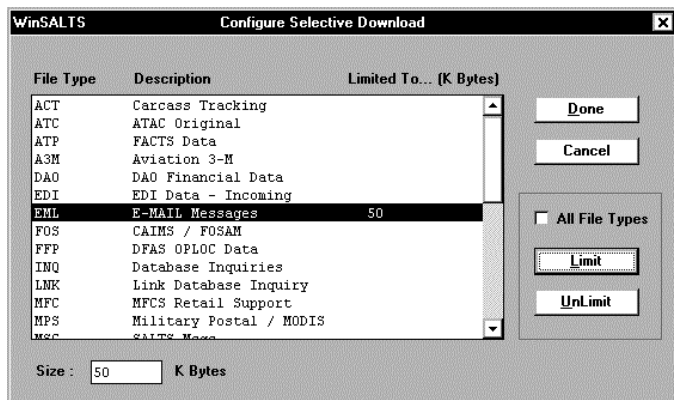 WinSALTS Configure Selective Download
File Type Description Limited To... (K Bytes)
ACT Carcass Tracking
ATC ATAC Original
ATP FACTS Data
A3M Aviation 3-M
DAO DAO Financial Data
EDI EDI Data - Incoming
EML E-MAIL Messages 50
FOS CAIMS / FOSAM
FFP DFAS OPLOC Data
INQ Database Inquiries
LNK Link Database Inquiry
MFC MFCS Retail Support
MPS Military Postal / MODIS
MSG SALTS Msgs
Done
Cancel
All File Types
Limit
UnLimit
Size : 50 K Bytes